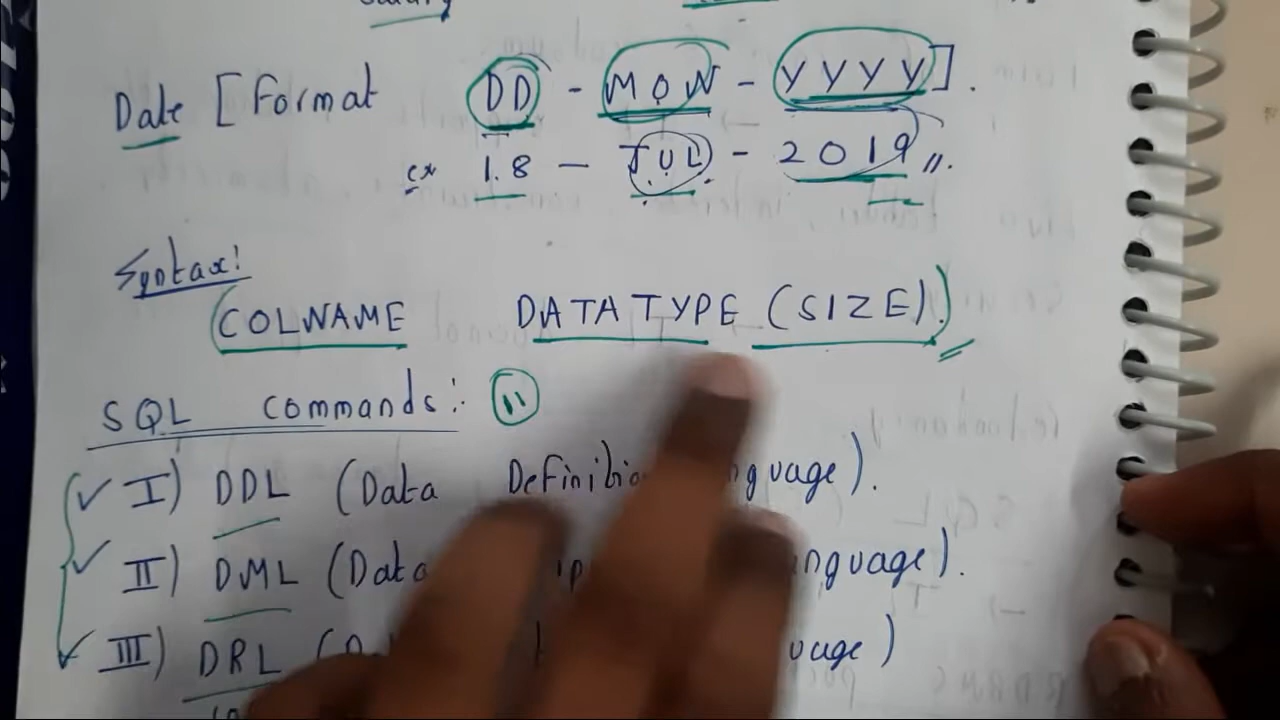 Date [Format DD - MON - YYYY].
ex 18 - JUL - 2019 //.
Syntax:
COLNAME DATATYPE (SIZE).
SQL Commands:
I) DDL (Data Definition Language).
II) DML (Data Language).
III) DRL (